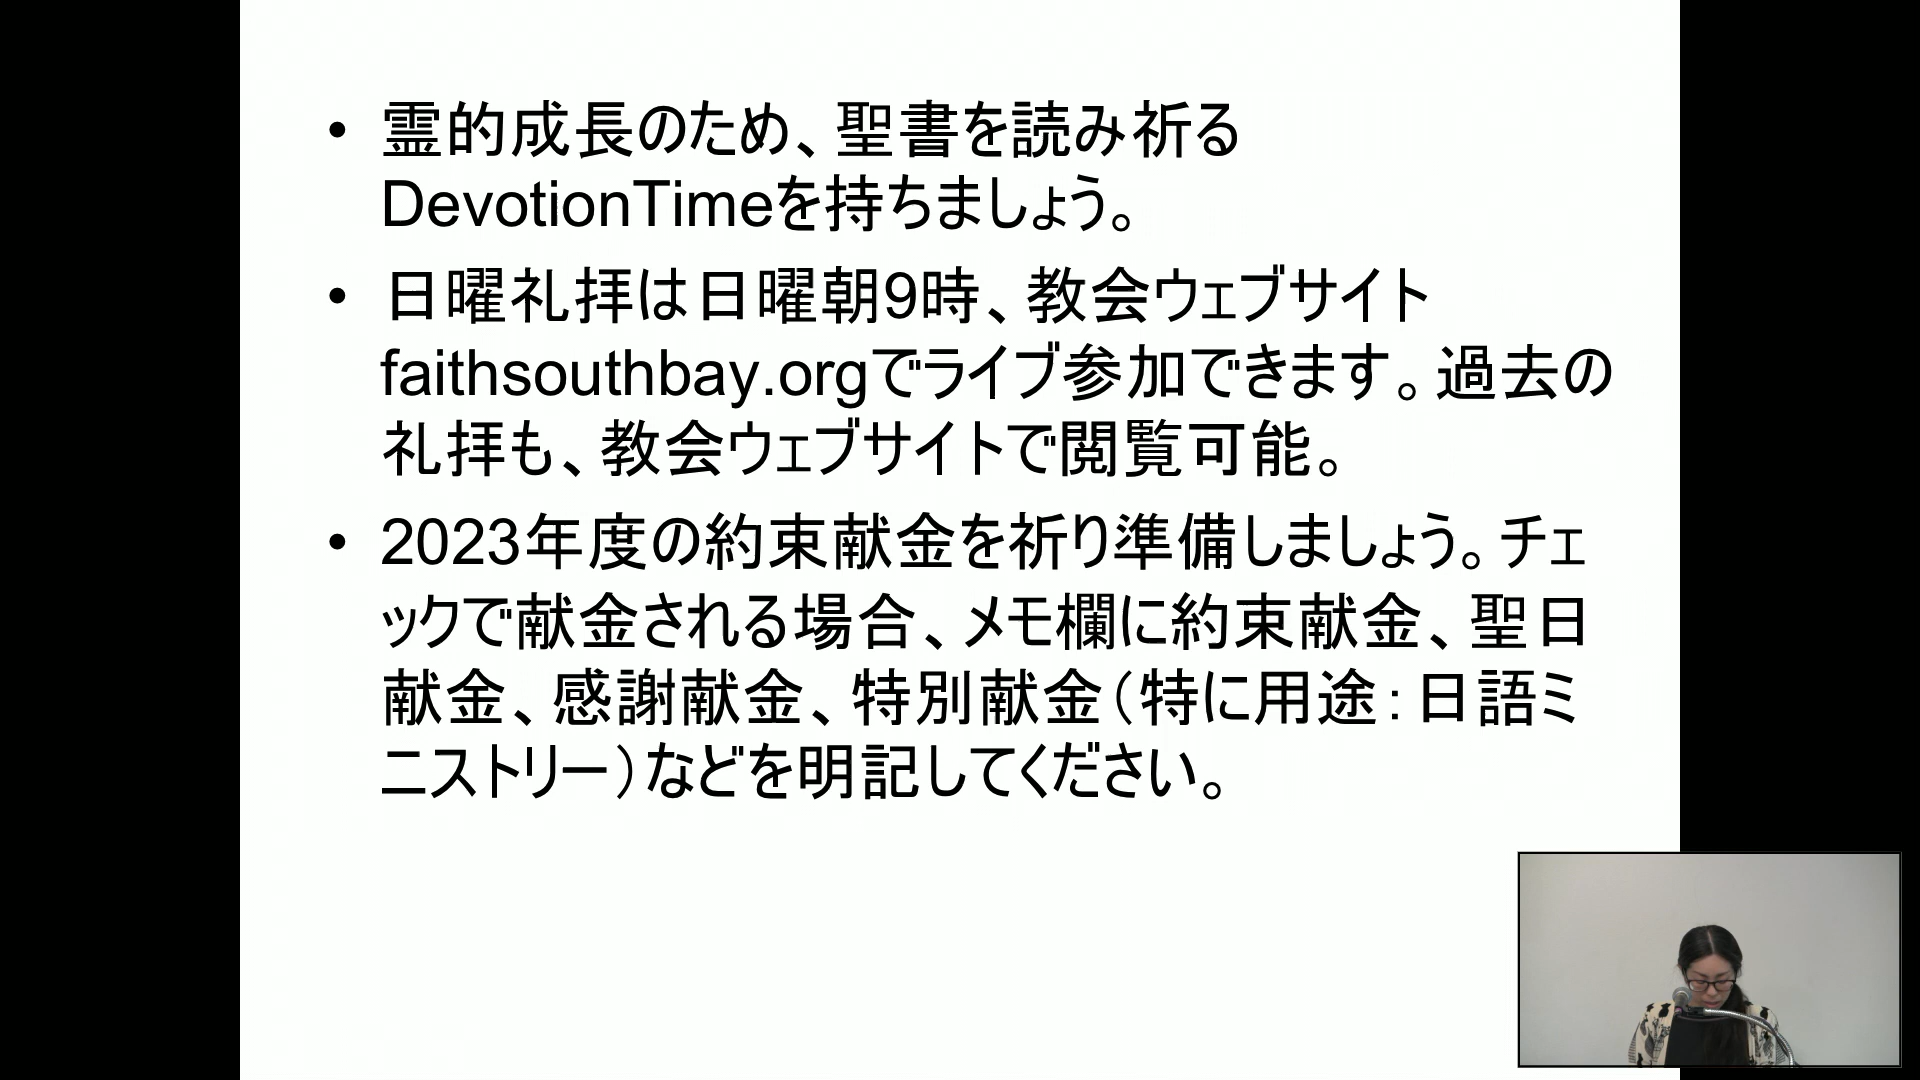 • 霊的成長のため、聖書を読み祈る
DevotionTimeを持ちましょう。
• 日曜礼拝は日曜朝9時、教会ウェブサイト
faithsouthbay.orgでライブ参加できます。過去の
礼拝も、教会ウェブサイトで閲覧可能。
• 2023年度の約束献金を祈り準備しましょう。チェ
ックで献金される場合、メモ欄に約束献金、聖日
献金、感謝献金、特別献金（特に用途：日語ミ
ニストリー）などを明記してください。